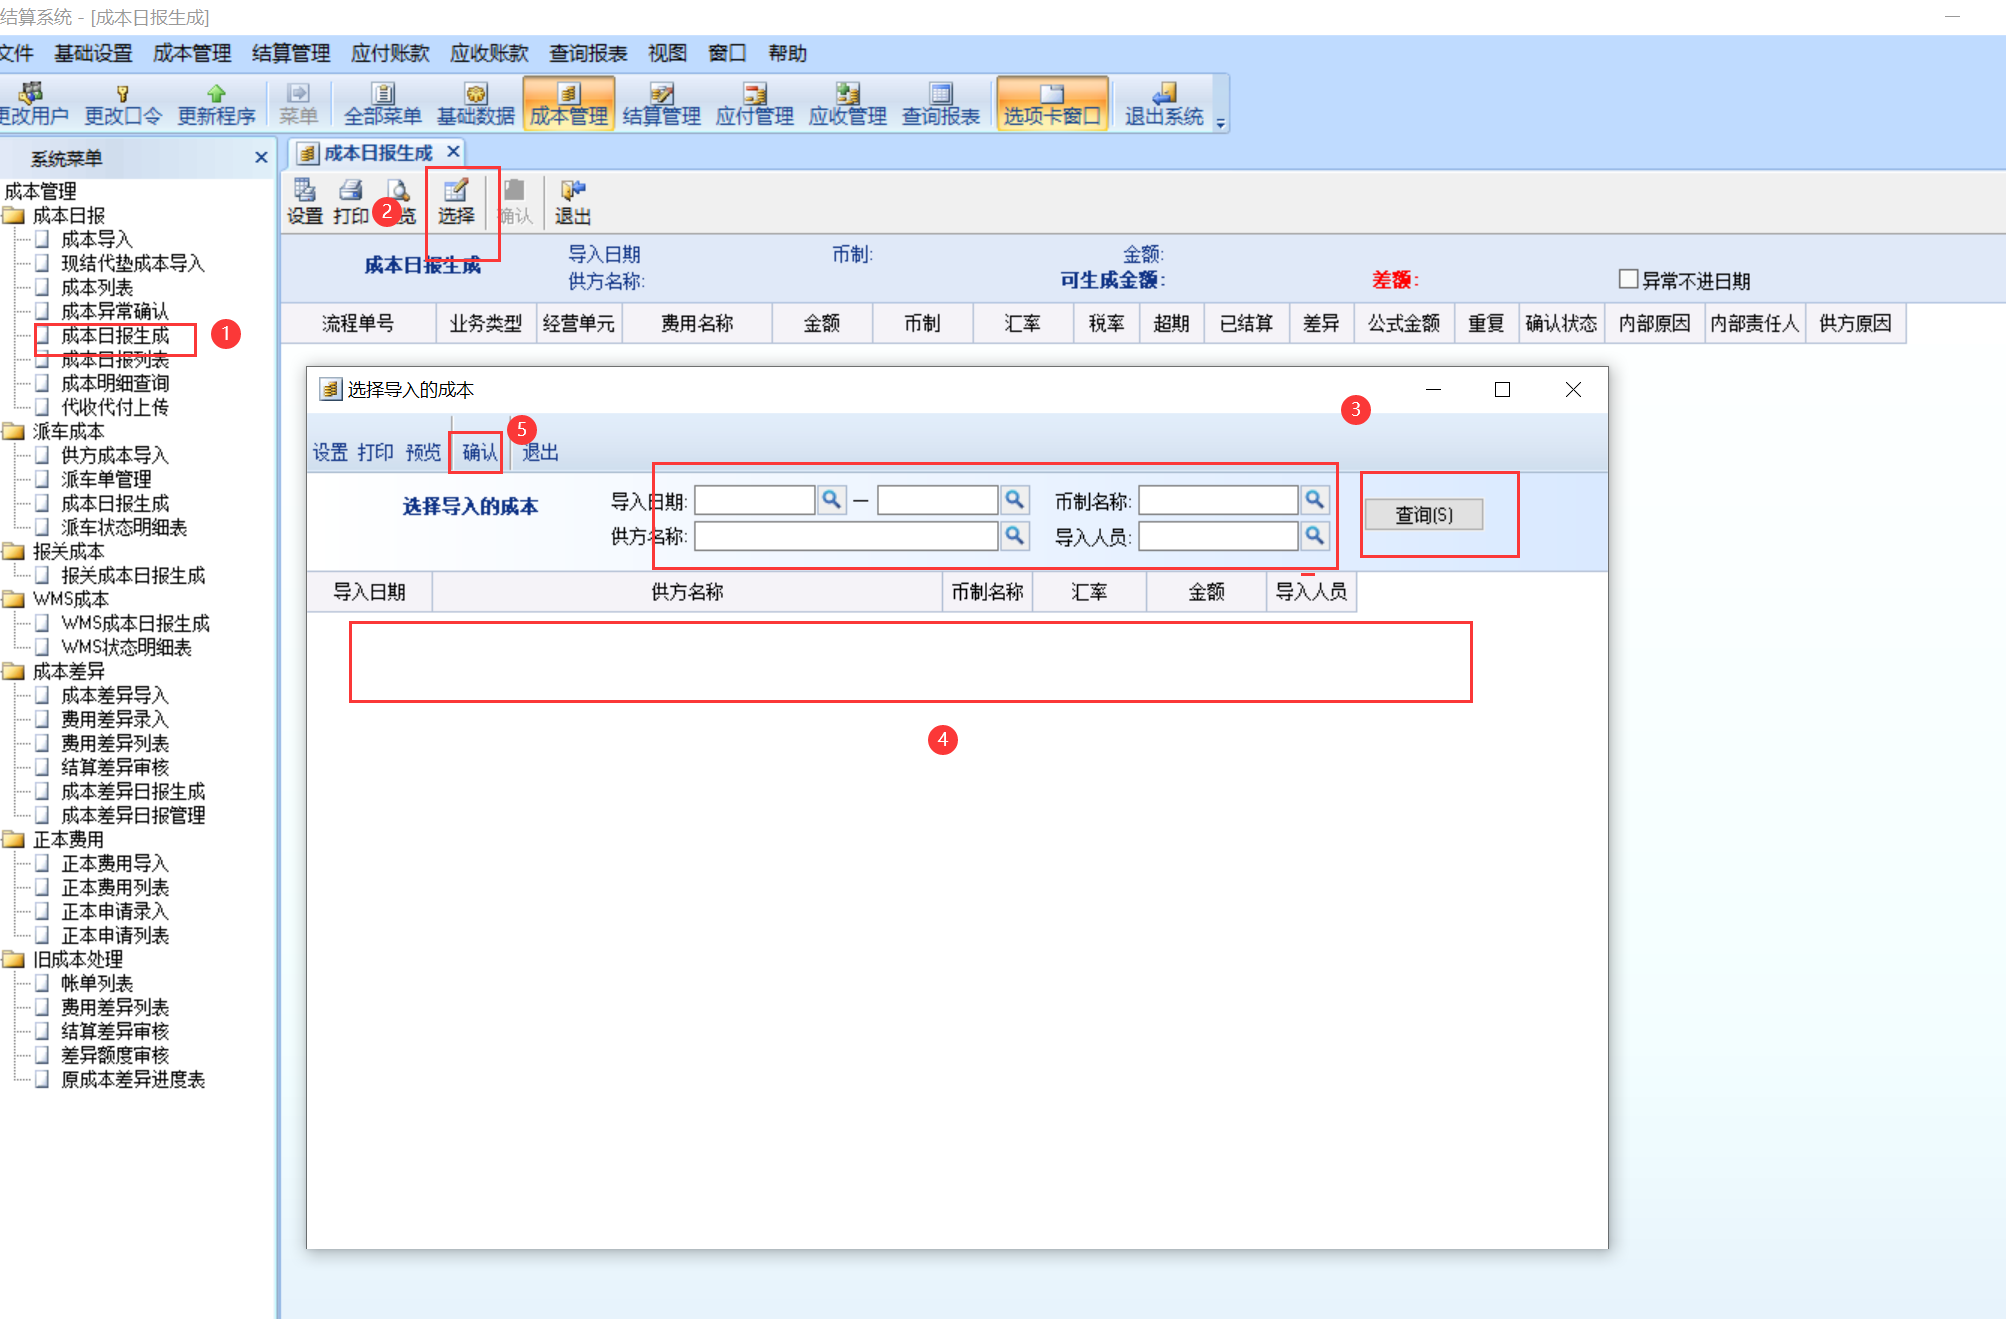 结算系统 - [成本日报生成]
文件 基础设置 成本管理 结算管理 应付账款 应收账款 查询报表 视图 窗口 帮助
更改用户 更改口令 更新程序 菜单 全部菜单 基础数据 成本管理 结算管理 应付管理 应收管理 查询报表 选项卡窗口 退出系统
系统菜单
成本管理
成本日报
成本导入
现结代垫成本导入
成本列表
成本异常确认
成本日报生成 1
成本日报列表
成本明细查询
代收代付上传
派车成本
供方成本导入
派车单管理
成本日报生成
派车状态明细表
报关成本
报关成本日报生成
WMS成本
WMS成本日报生成
WMS状态明细表
成本差异
成本差异导入
费用差异录入
费用差异列表
结算差异审核
成本差异日报生成
成本差异日报管理
正本费用
正本费用导入
正本费用列表
正本申请录入
正本申请列表
旧成本处理
帐单列表
费用差异列表
结算差异审核
差异额度审核
原成本差异进度表
成本日报生成
设置 打印 2 览 选择 确认 退出
成本日报生成 导入日期 币制: 金额:
供方名称: 可生成金额: 差额: 异常不进日期
流程单号 业务类型 经营单元 费用名称 金额 币制 汇率 税率 超期 已结算 差异 公式金额 重复 确认状态 内部原因 内部责任人 供方原因
选择导入的成本
3
设置 打印 预览 确认 5 退出
选择导入的成本 导入日期: — 币制名称: 查询(S)
供方名称: 导入人员:
导入日期 供方名称 币制名称 汇率 金额 导入人员
4